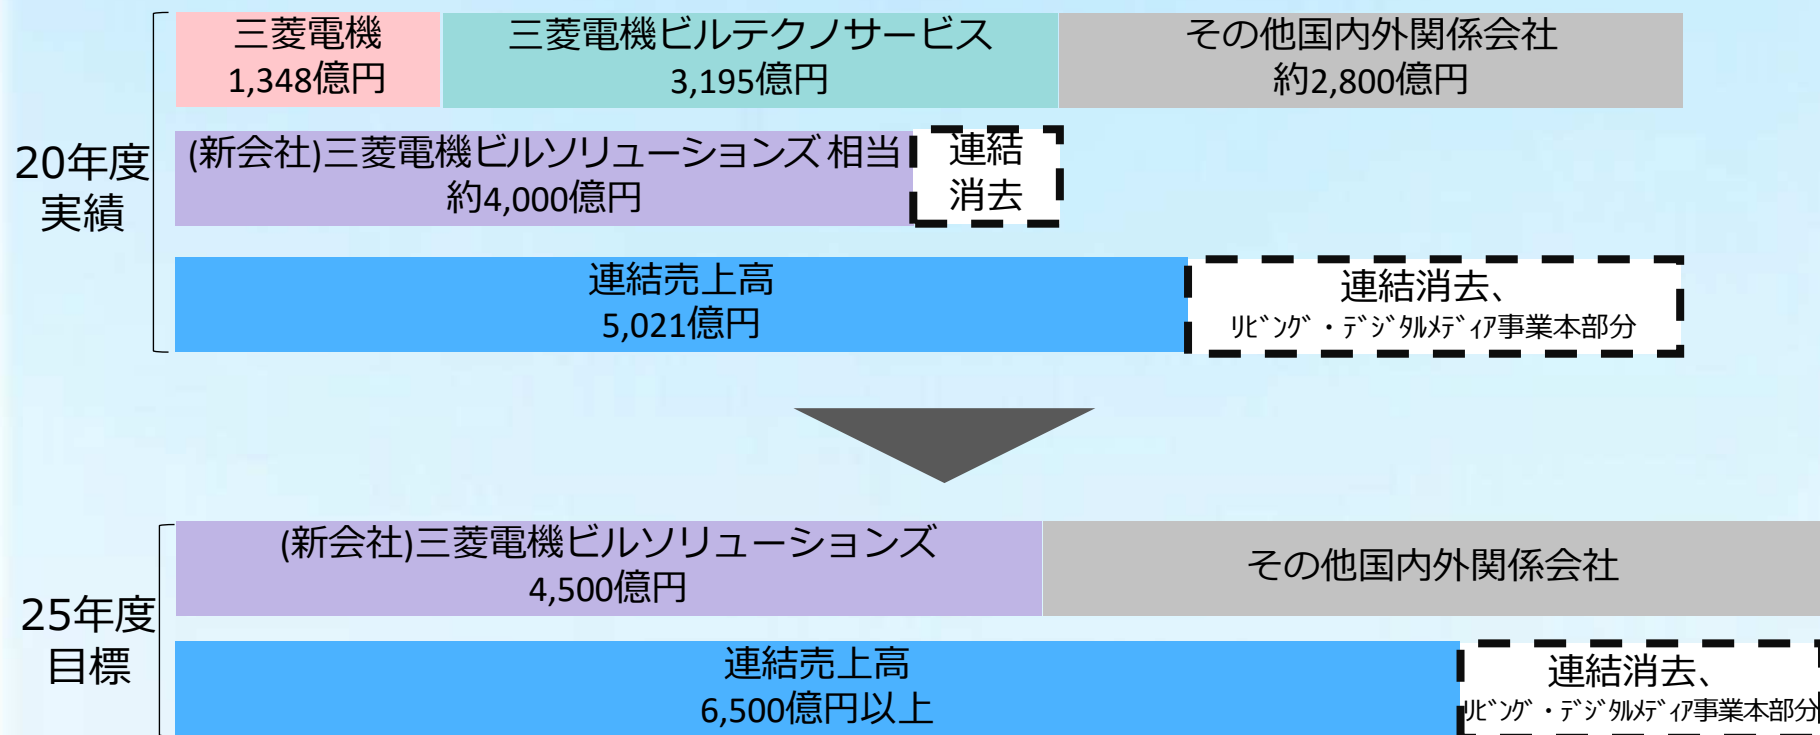 20年度
実績
三菱電機
1,348億円
三菱電機ビルテクノサービス
3,195億円
その他国内外関係会社
約2,800億円
(新会社)三菱電機ビルソリューションズ 相当
約4,000億円
連結
消去
連結売上高
5,021億円
連結消去、
ﾘﾋﾞﾝｸﾞ・ﾃﾞｼﾞﾀﾙﾒﾃﾞｨｱ事業本部分
25年度
目標
(新会社)三菱電機ビルソリューションズ
4,500億円
その他国内外関係会社
連結売上高
6,500億円以上
連結消去、
ﾘﾋﾞﾝｸﾞ・ﾃﾞｼﾞﾀﾙﾒﾃﾞｨｱ事業本部分